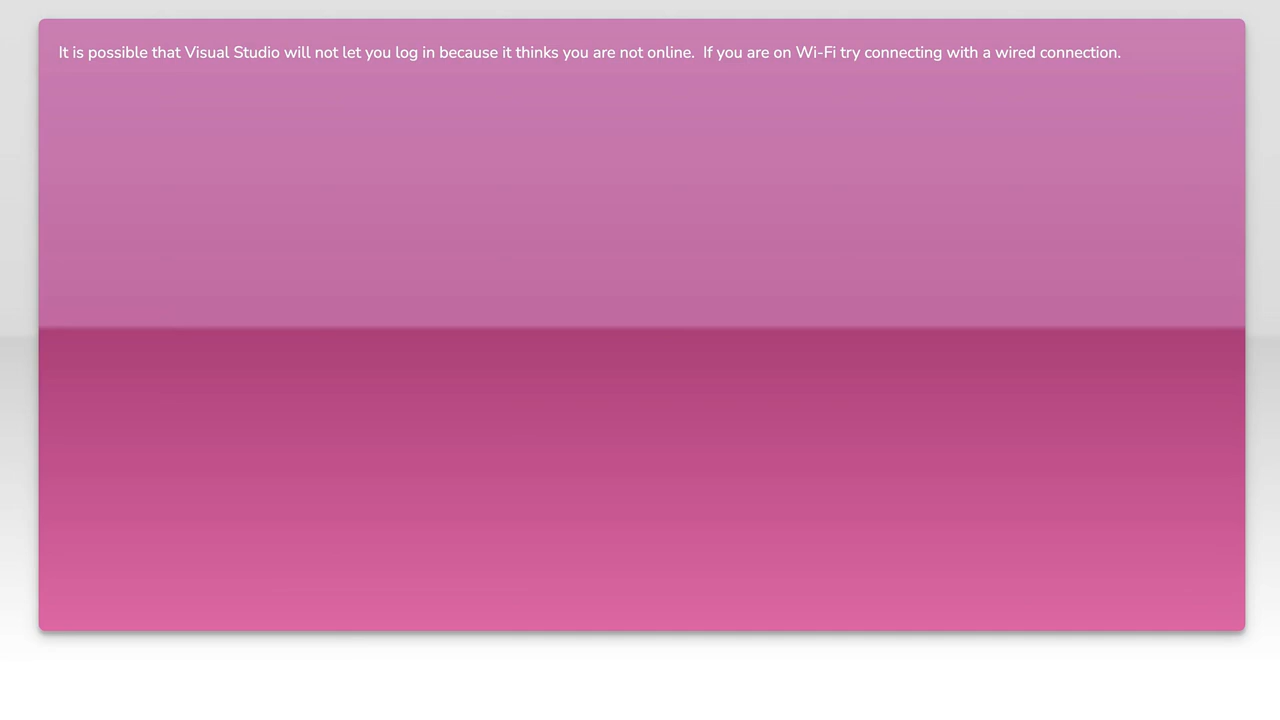 It is possible that Visual Studio will not let you log in because it thinks you are not online.  If you are on Wi-Fi try connecting with a wired connection.